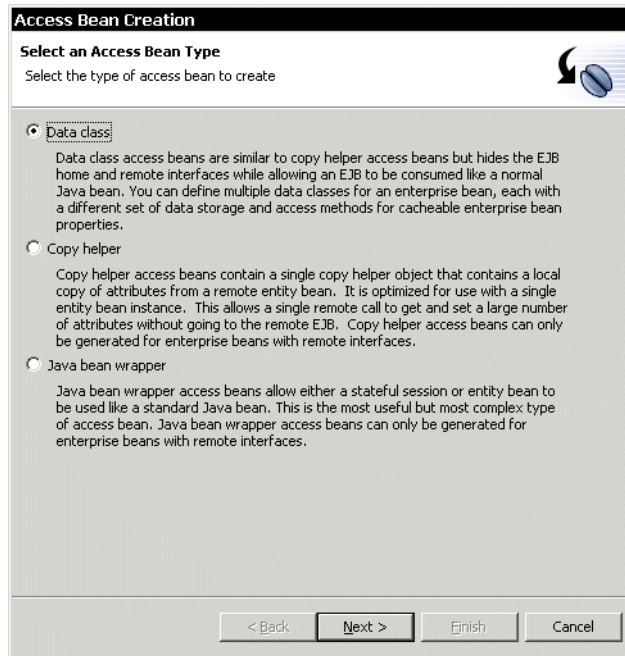 Access Bean Creation
Select an Access Bean Type
Select the type of access bean to create
Data class
Data class access beans are similar to copy helper access beans but hides the EJB
home and remote interfaces while allowing an EJB to be consumed like a normal
Java bean. You can define multiple data classes for an enterprise bean, each with
a different set of data storage and access methods for cacheable enterprise bean
properties.
Copy helper
Copy helper access beans contain a single copy helper object that contains a local
copy of attributes from a remote entity bean.  It is optimized for use with a single
entity bean instance.  This allows a single remote call to get and set a large number
of attributes without going to the remote EJB.  Copy helper access beans can only
be generated for enterprise beans with remote interfaces.
Java bean wrapper
Java bean wrapper access beans allow either a stateful session or entity bean to
be used like a standard Java bean. This is the most useful but most complex type
of access bean. Java bean wrapper access beans can only be generated for
enterprise beans with remote interfaces.
< Back Next > Finish Cancel